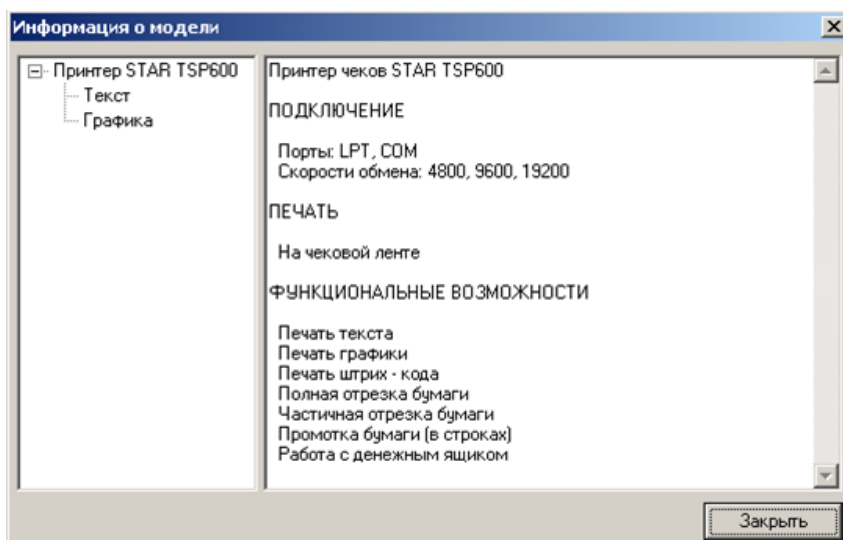 Информация о модели
Принтер STAR TSP600
Текст
Графика
Принтер чеков STAR TSP600
ПОДКЛЮЧЕНИЕ
Порты: LPT, COM
Скорости обмена: 4800, 9600, 19200
ПЕЧАТЬ
На чековой ленте
ФУНКЦИОНАЛЬНЫЕ ВОЗМОЖНОСТИ
Печать текста
Печать графики
Печать штрих - кода
Полная отрезка бумаги
Частичная отрезка бумаги
Промотка бумаги (в строках)
Работа с денежным ящиком
Закрыть